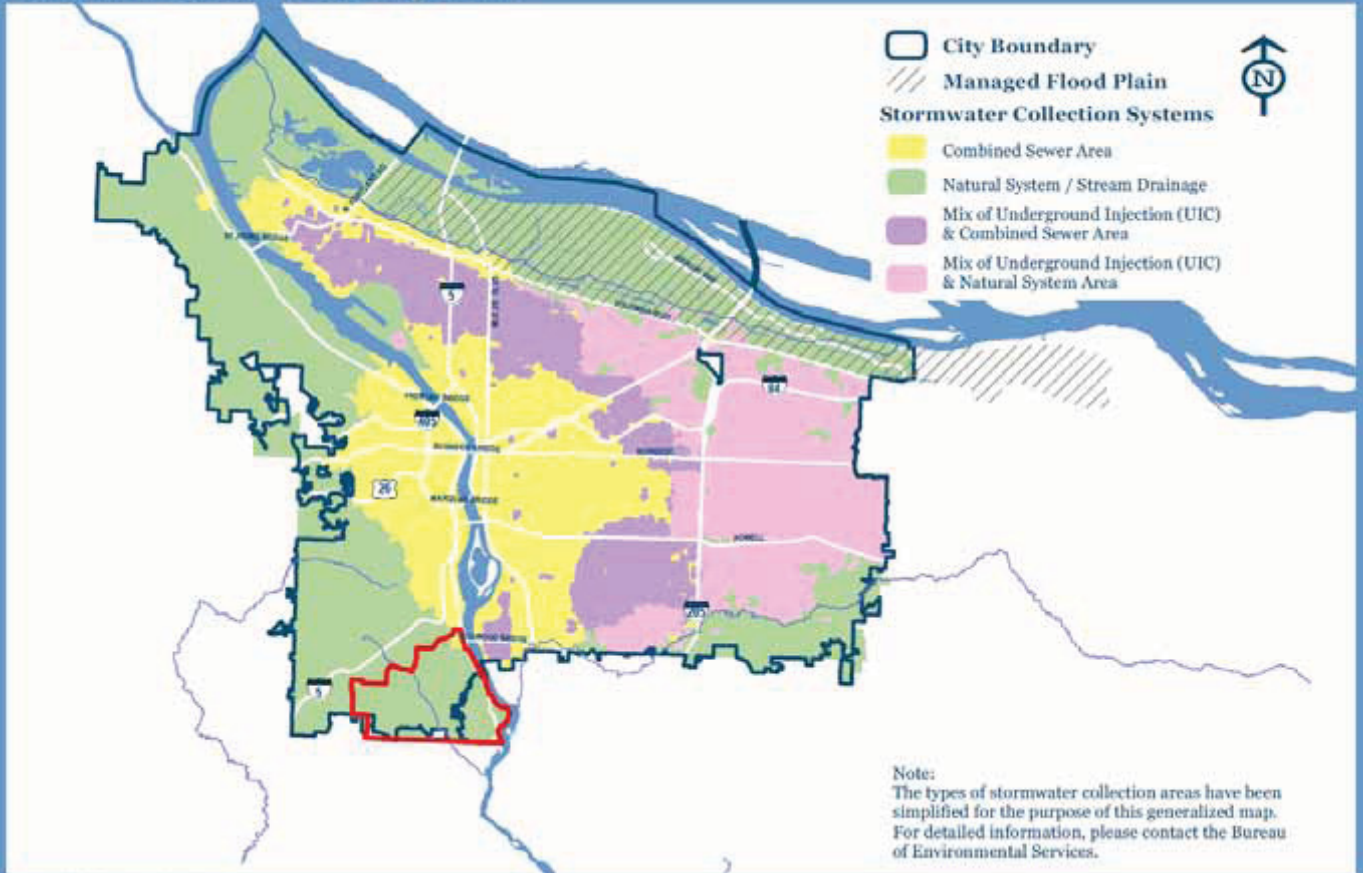 City Boundary
Managed Flood Plain
N
Stormwater Collection Systems
Combined Sewer Area
Natural System / Stream Drainage
Mix of Underground Injection (UIC)
& Combined Sewer Area
Mix of Underground Injection (UIC)
& Natural System Area
5
84
405
26
POWELL
205
5
Note:
The types of stormwater collection areas have been
simplified for the purpose of this generalized map.
For detailed information, please contact the Bureau
of Environmental Services.